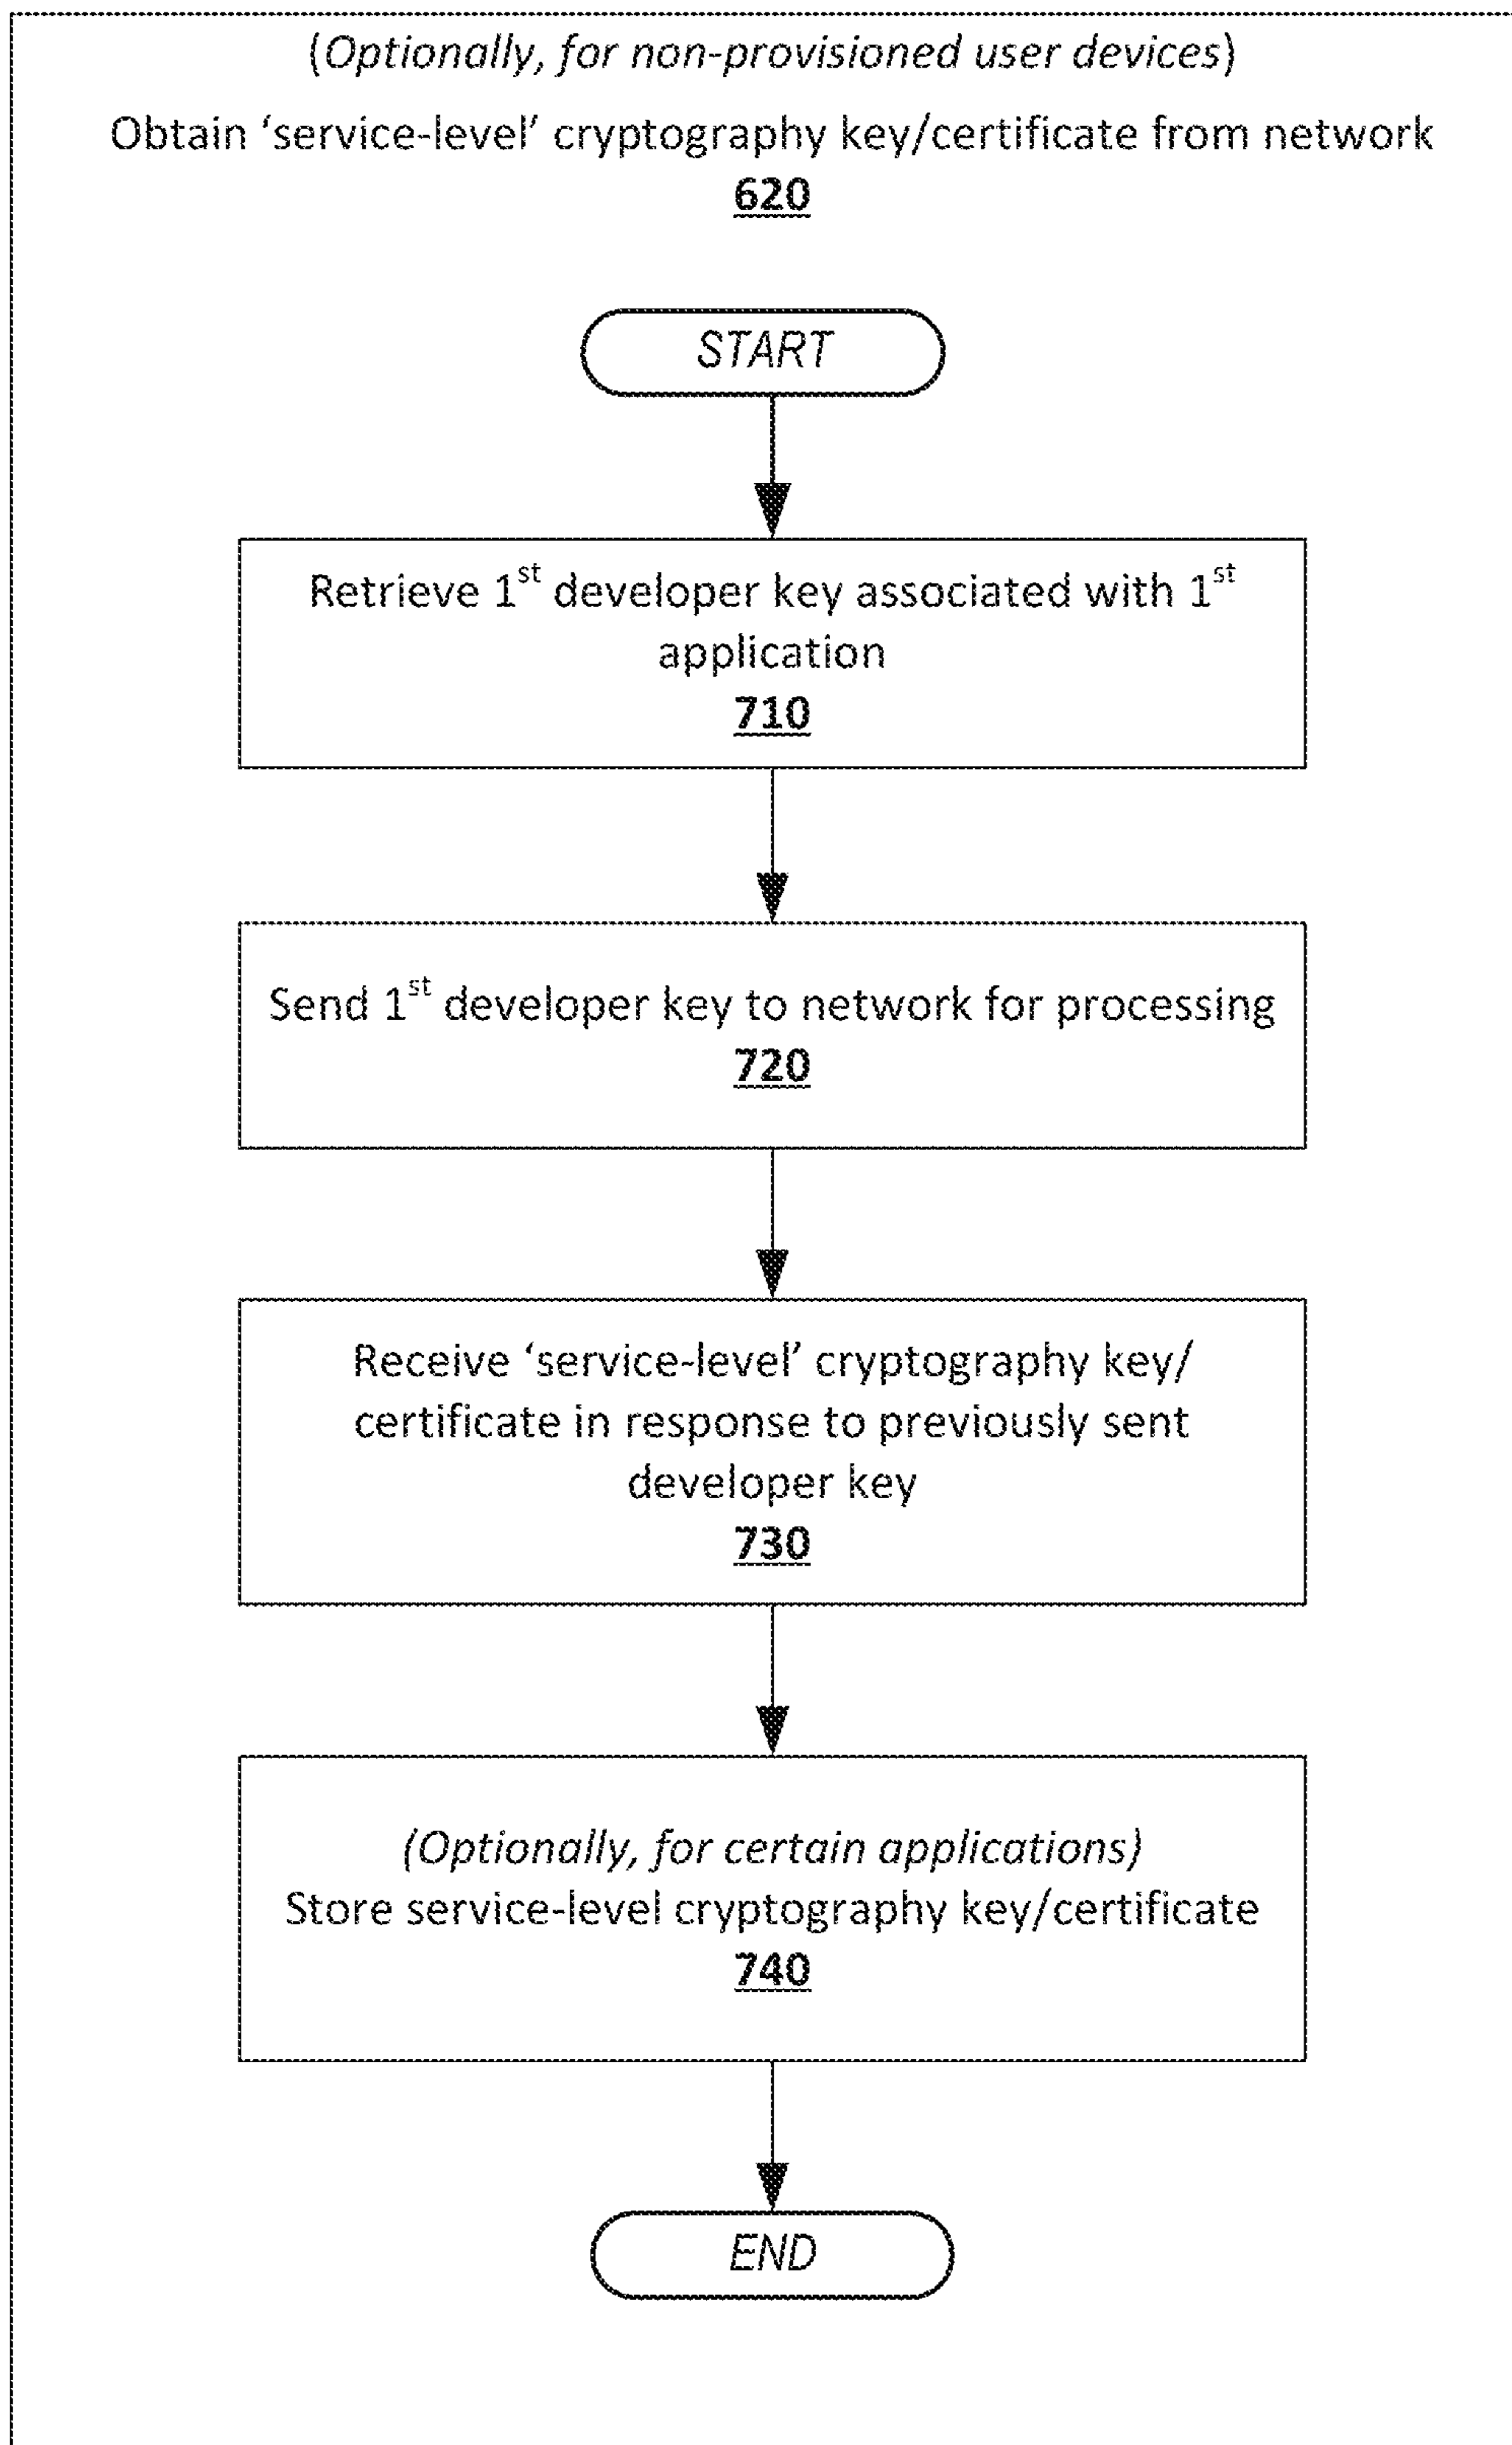 (Optionally, for non-provisioned user devices)
Obtain ‘service-level’ cryptography key/certificate from network
620
START
Retrieve 1st developer key associated with 1st
application
710
Send 1st developer key to network for processing
720
Receive ‘service-level’ cryptography key/
certificate in response to previously sent
developer key
730
(Optionally, for certain applications)
Store service-level cryptography key/certificate
740
END